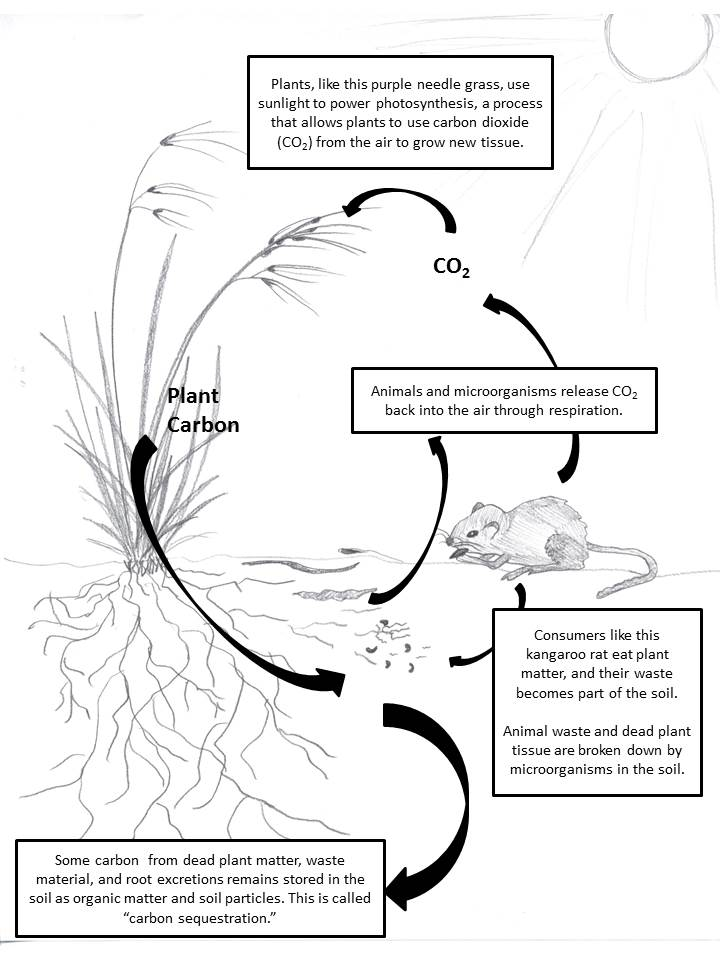 Plants, like this purple needle grass, use
sunlight to power photosynthesis, a process
that allows plants to use carbon dioxide
(CO₂) from the air to grow new tissue.
CO₂
Animals and microorganisms release CO₂
back into the air through respiration.
Plant
Carbon
Consumers like this
kangaroo rat eat plant
matter, and their waste
becomes part of the soil.
Animal waste and dead plant
tissue are broken down by
microorganisms in the soil.
Some carbon from dead plant matter, waste
material, and root excretions remains stored in the
soil as organic matter and soil particles. This is called
“carbon sequestration.”